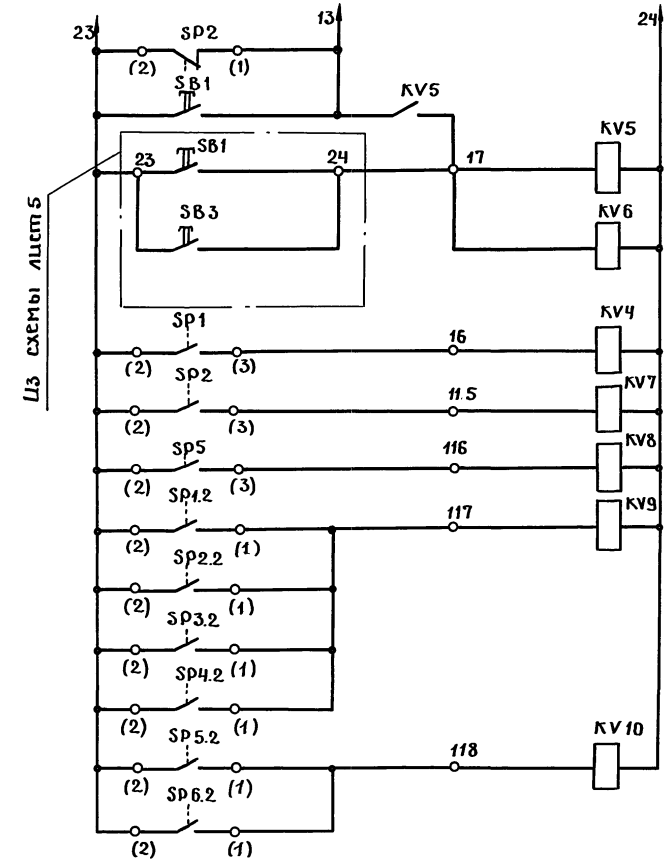 23 13 24
SP2
(2) (1)
SB1
KV5
KV5
SB1
23 24 17
SB3
KV6
Из схемы лист 5
SP1
16
KV4
(2) (3)
SP2
11.5
KV7
(2) (3)
SP5
116
KV8
(2) (3)
SP1.2
117
KV9
(2) (1)
SP2.2
(2) (1)
SP3.2
(2) (1)
SP4.2
(2) (1)
SP5.2
118
KV10
(2) (1)
SP6.2
(2) (1)